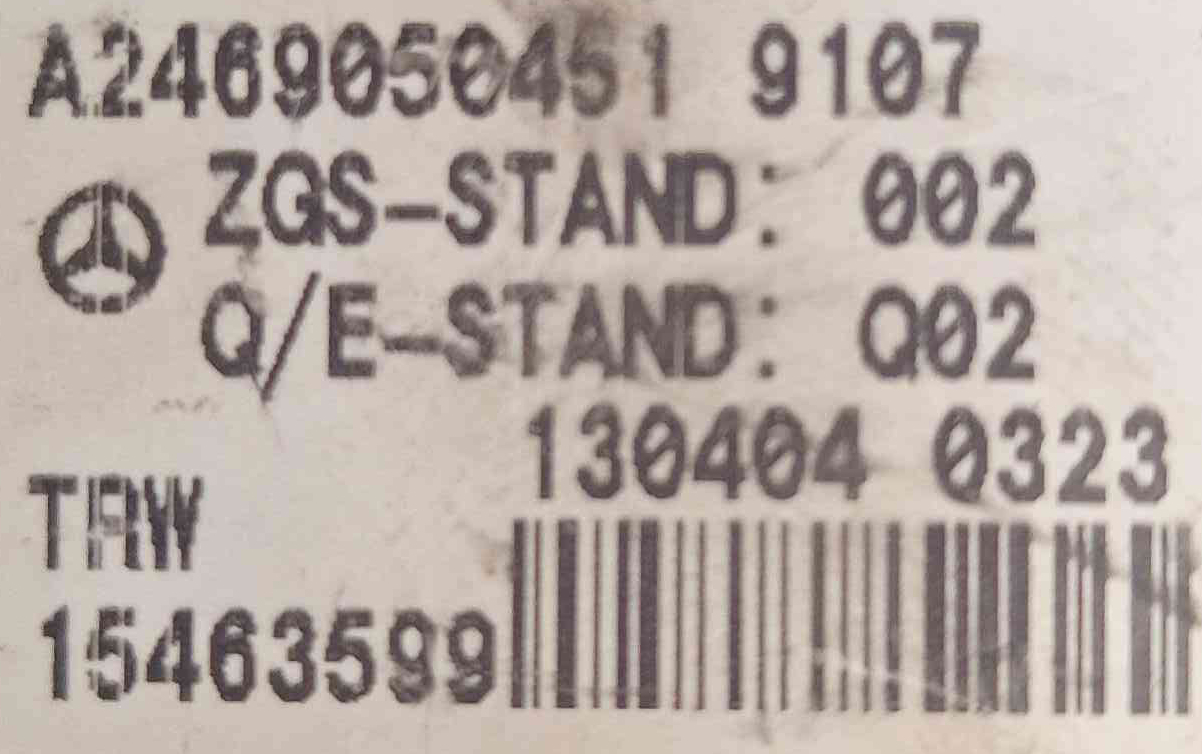 A2469050451 9107
ZGS-STAND: 002
Q/E-STAND: Q02
130404 0323
TRW
15463599